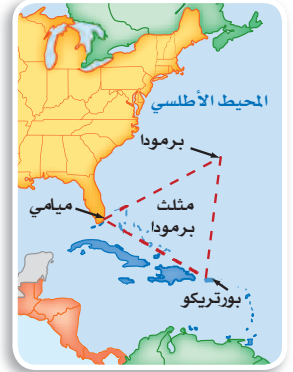 المحيط الأطلسي
برمودا
ميامي
مثلث
برمودا
بورتريكو